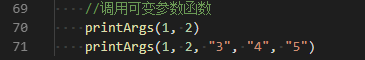 69 //调用可变参数函数
70 printArgs(1, 2)
71 printArgs(1, 2, "3", "4", "5")